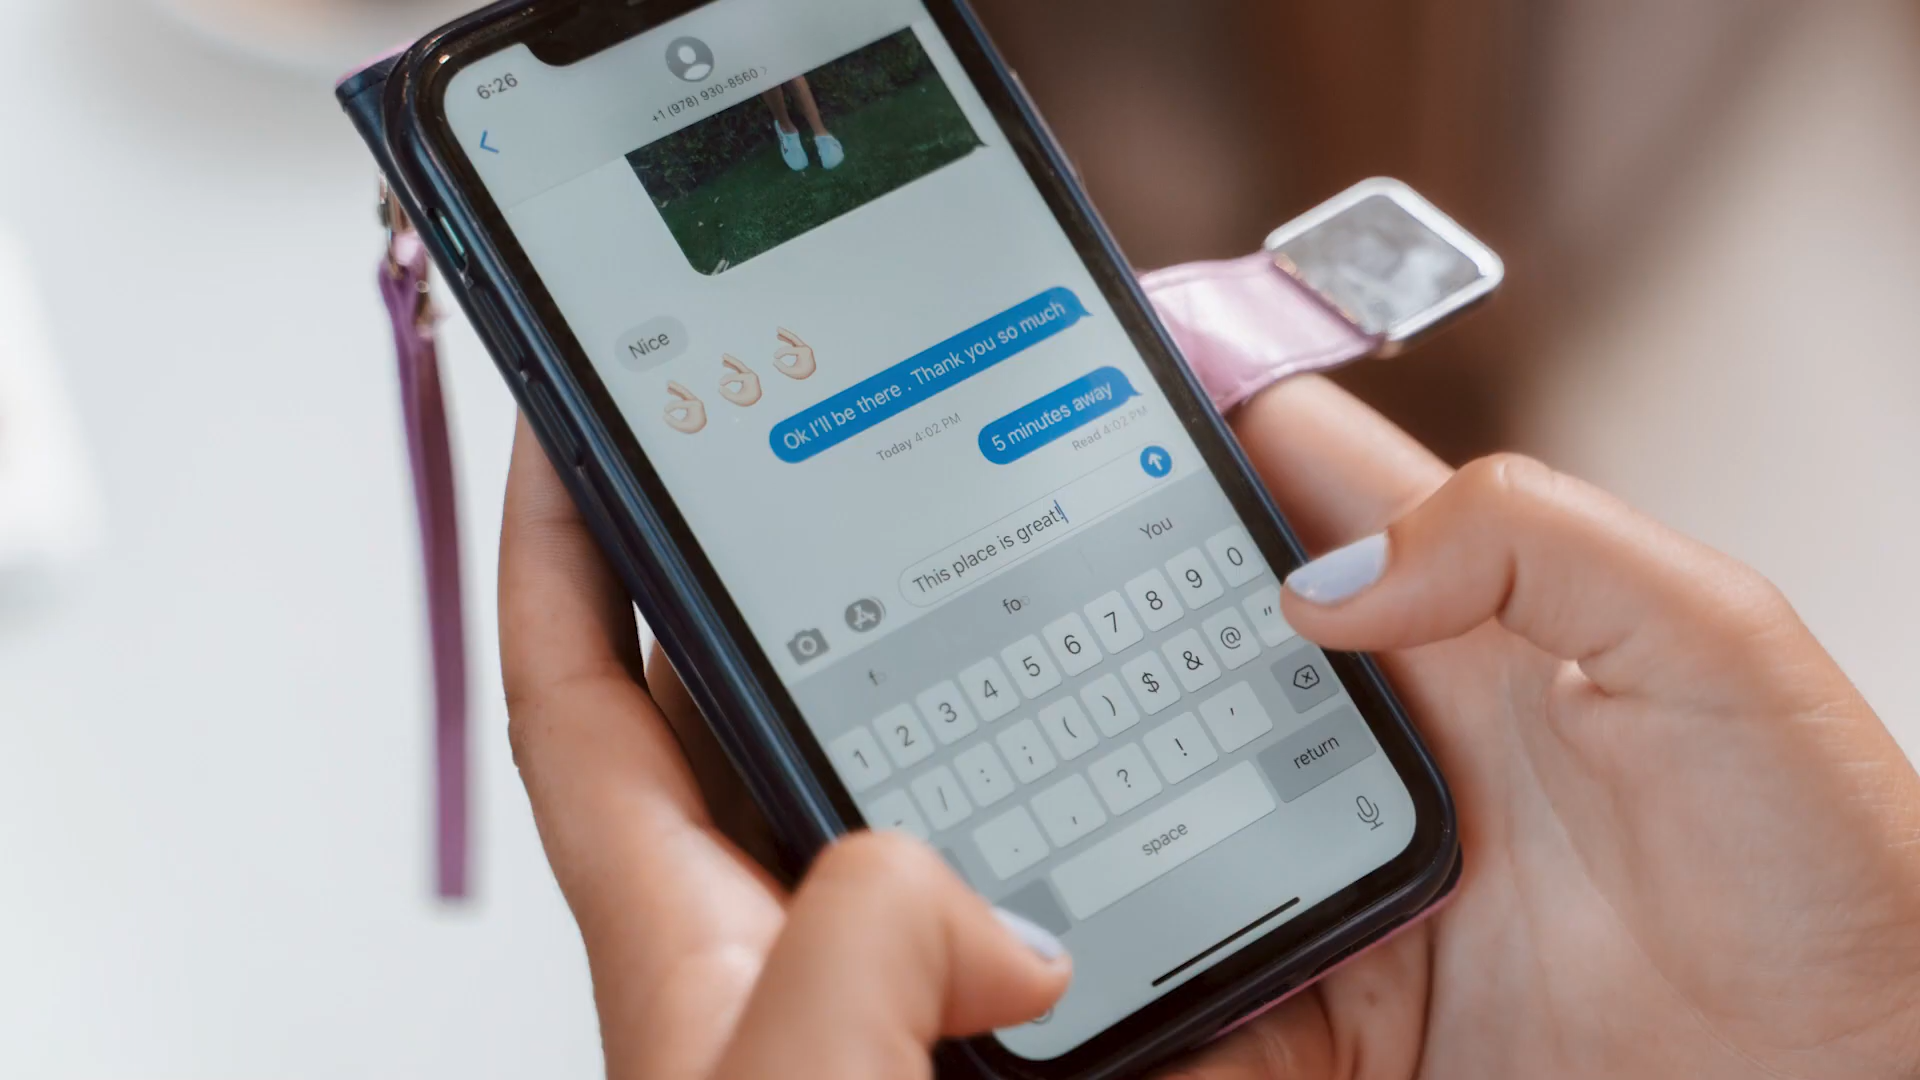 6:26
+1 (978) 930-8560 >
Nice
👌🏻👌🏻👌🏻
Ok I'll be there . Thank you so much
Today 4:02 PM
5 minutes away
Read 4:02 PM
This place is great!
fo
You
1 2 3 4 5 6 7 8 9 0
- / : ; ( ) $ & @ "
. , ? ! '
space
return